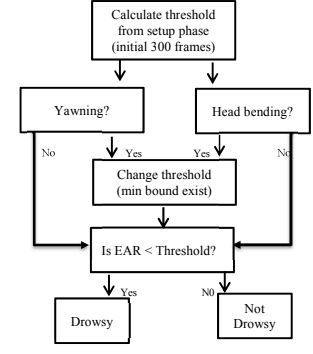 Calculate threshold
from setup phase
(initial 300 frames)
Yawning?
Head bending?
No
Yes
Yes
No
Change threshold
(min bound exist)
Is EAR < Threshold?
Yes
N0
Drowsy
Not
Drowsy